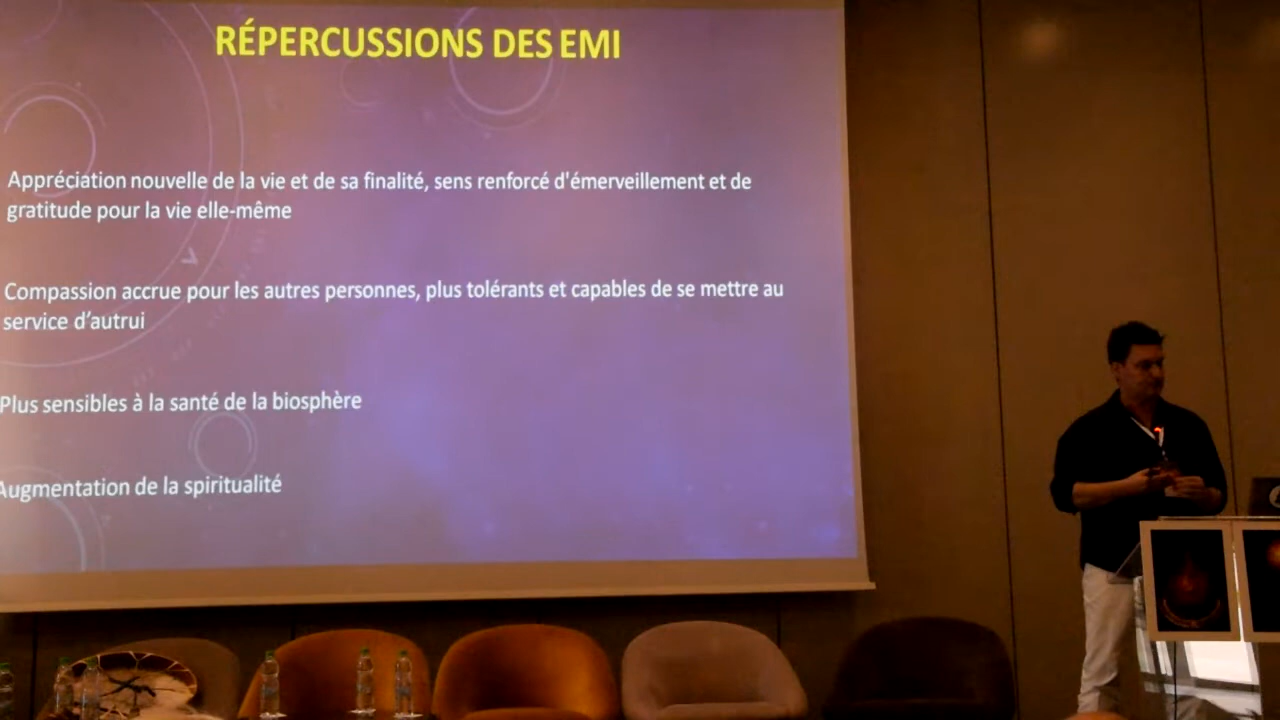 RÉPERCUSSIONS DES EMI
Appréciation nouvelle de la vie et de sa finalité, sens renforcé d'émerveillement et de
gratitude pour la vie elle-même
Compassion accrue pour les autres personnes, plus tolérants et capables de se mettre au
service d’autrui
Plus sensibles à la santé de la biosphère
Augmentation de la spiritualité